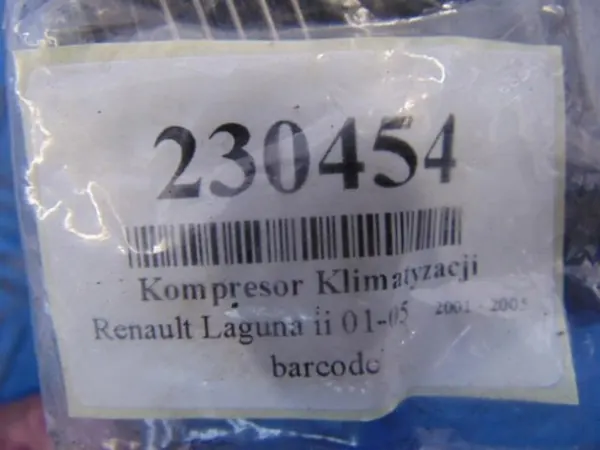 230454
Kompresor Klimatyzacji
Renault Laguna ii 01-05 2001 - 2005
barcode